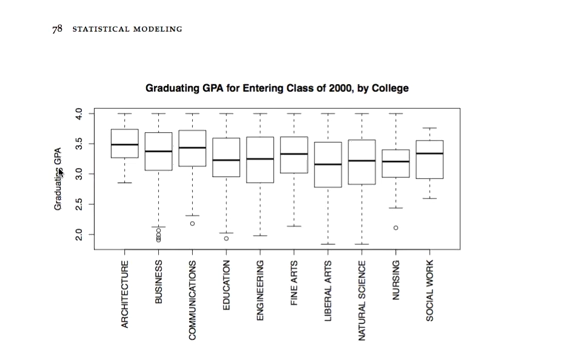 78 STATISTICAL MODELING
Graduating GPA for Entering Class of 2000, by College
Graduating GPA
4.0
3.5
3.0
2.5
2.0
ARCHITECTURE
BUSINESS
COMMUNICATIONS
EDUCATION
ENGINEERING
FINE ARTS
LIBERAL ARTS
NATURAL SCIENCE
NURSING
SOCIAL WORK